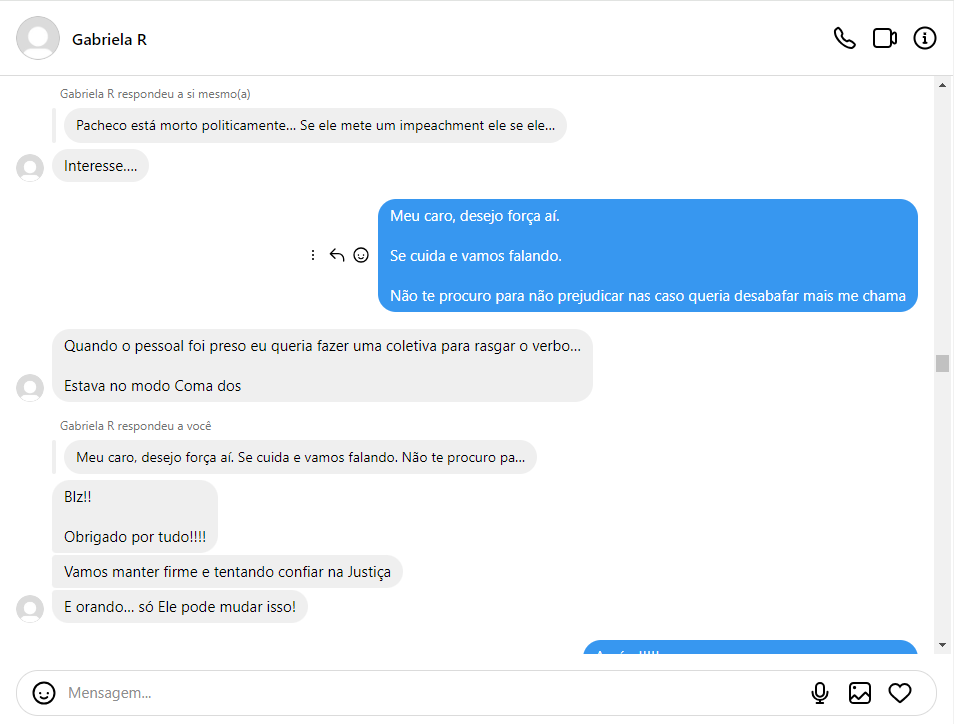 Gabriela R
Gabriela R respondeu a si mesmo(a)
Pacheco está morto politicamente... Se ele mete um impeachment ele se ele...
Interesse....
Meu caro, desejo força aí.
Se cuida e vamos falando.
Não te procuro para não prejudicar nas caso queria desabafar mais me chama
Quando o pessoal foi preso eu queria fazer uma coletiva para rasgar o verbo...
Estava no modo Coma dos
Gabriela R respondeu a você
Meu caro, desejo força aí. Se cuida e vamos falando. Não te procuro pa...
Blz!!
Obrigado por tudo!!!!
Vamos manter firme e tentando confiar na Justiça
E orando... só Ele pode mudar isso!
Mensagem...